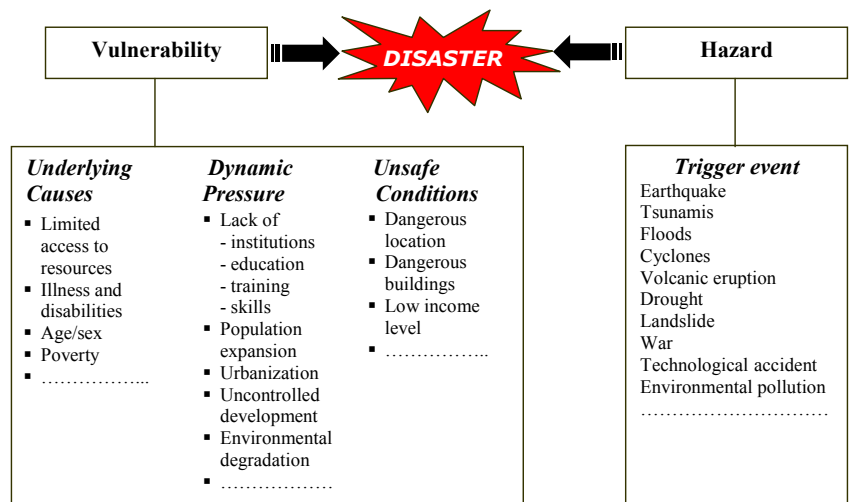 Vulnerability
DISASTER
Hazard
Underlying
Causes
▪ Limited
access to
resources
▪ Illness and
disabilities
▪ Age/sex
▪ Poverty
▪ ………………...
Dynamic
Pressure
▪ Lack of
- institutions
- education
- training
- skills
▪ Population
expansion
▪ Urbanization
▪ Uncontrolled
development
▪ Environmental
degradation
▪ ………………
Unsafe
Conditions
▪ Dangerous
location
▪ Dangerous
buildings
▪ Low income
level
▪ ……………..
Trigger event
Earthquake
Tsunamis
Floods
Cyclones
Volcanic eruption
Drought
Landslide
War
Technological accident
Environmental pollution
…………………………